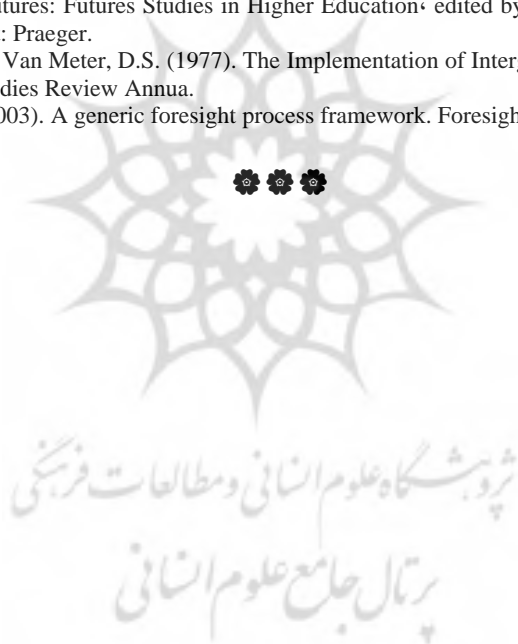 utures: Futures Studies in Higher Education، edited by
: Praeger.
Van Meter, D.S. (1977). The Implementation of Interg
dies Review Annua.
003). A generic foresight process framework. Foresigh
پژوهشگاه علوم انسانی و مطالعات فرهنگی
پرتال جامع علوم انسانی